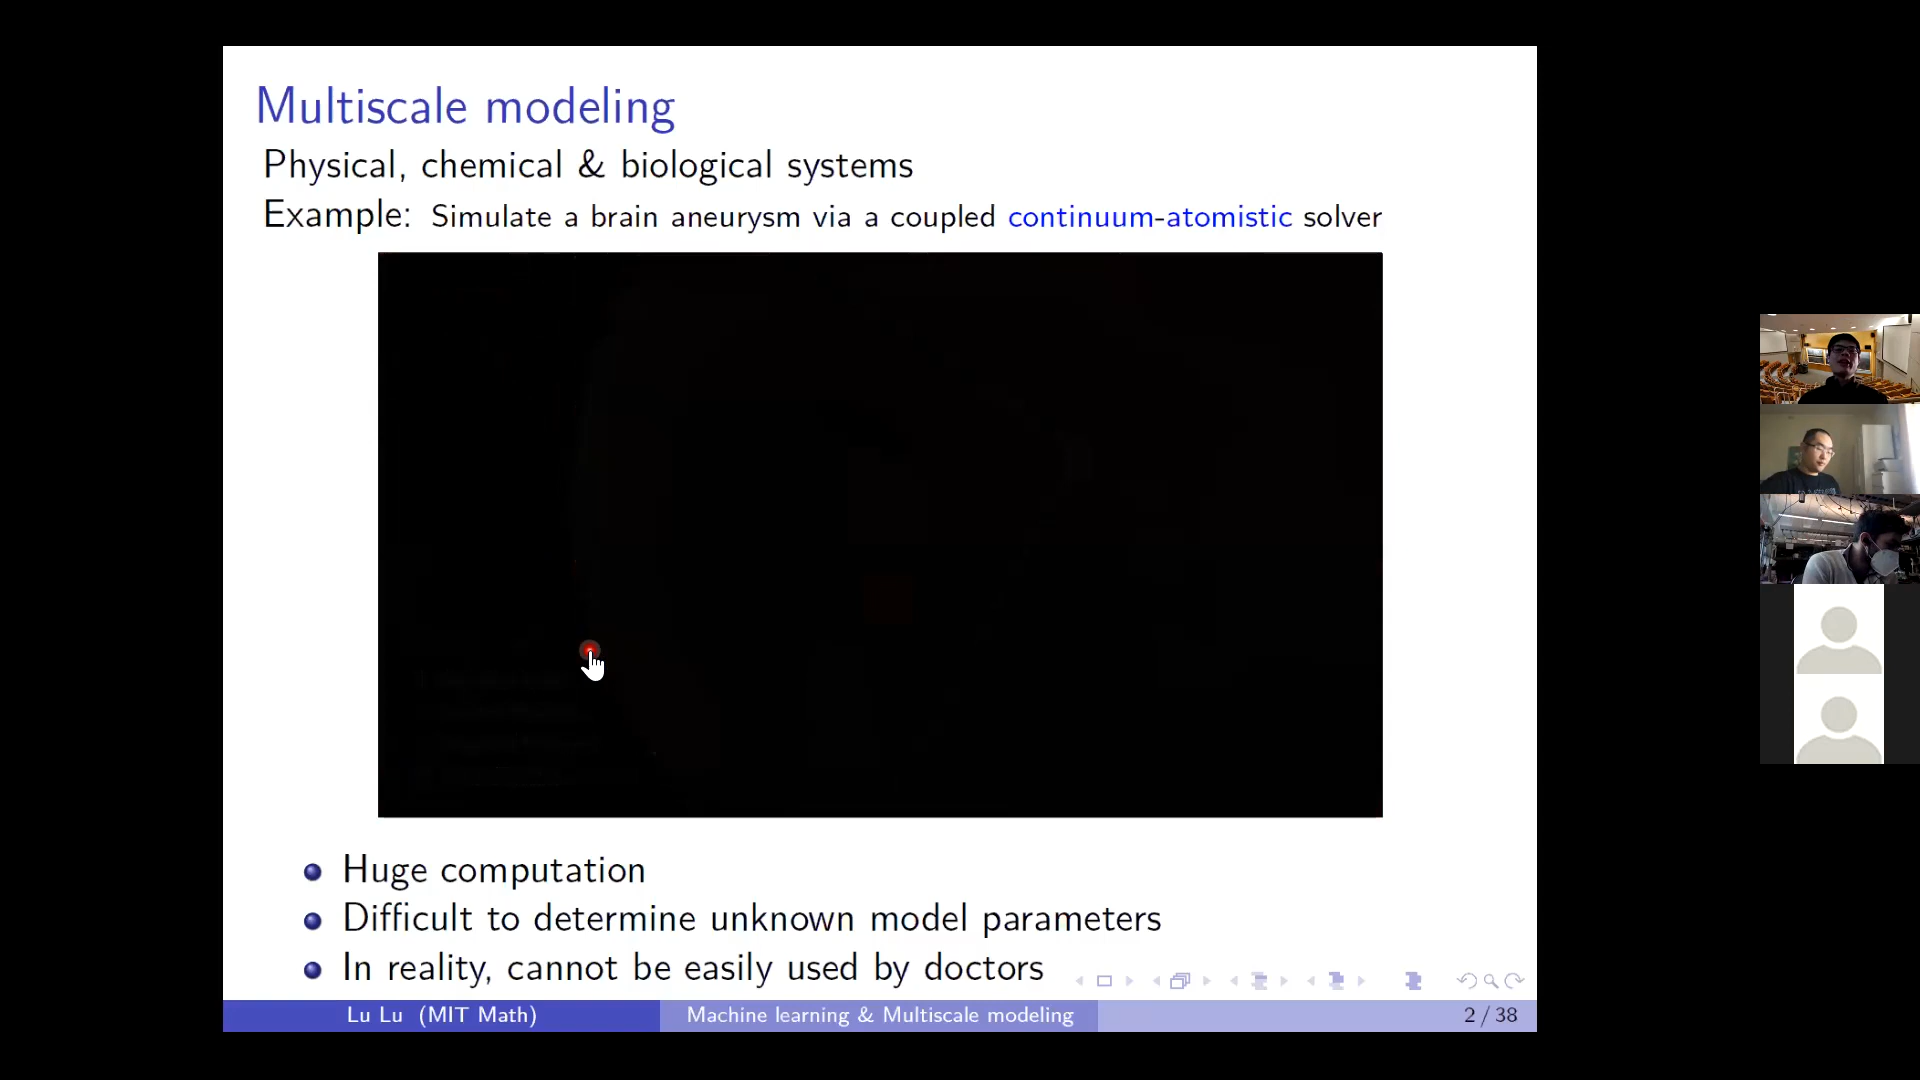 Multiscale modeling
Physical, chemical & biological systems
Example: Simulate a brain aneurysm via a coupled continuum-atomistic solver
Huge computation
Difficult to determine unknown model parameters
In reality, cannot be easily used by doctors
Lu Lu (MIT Math) Machine learning & Multiscale modeling 2 / 38